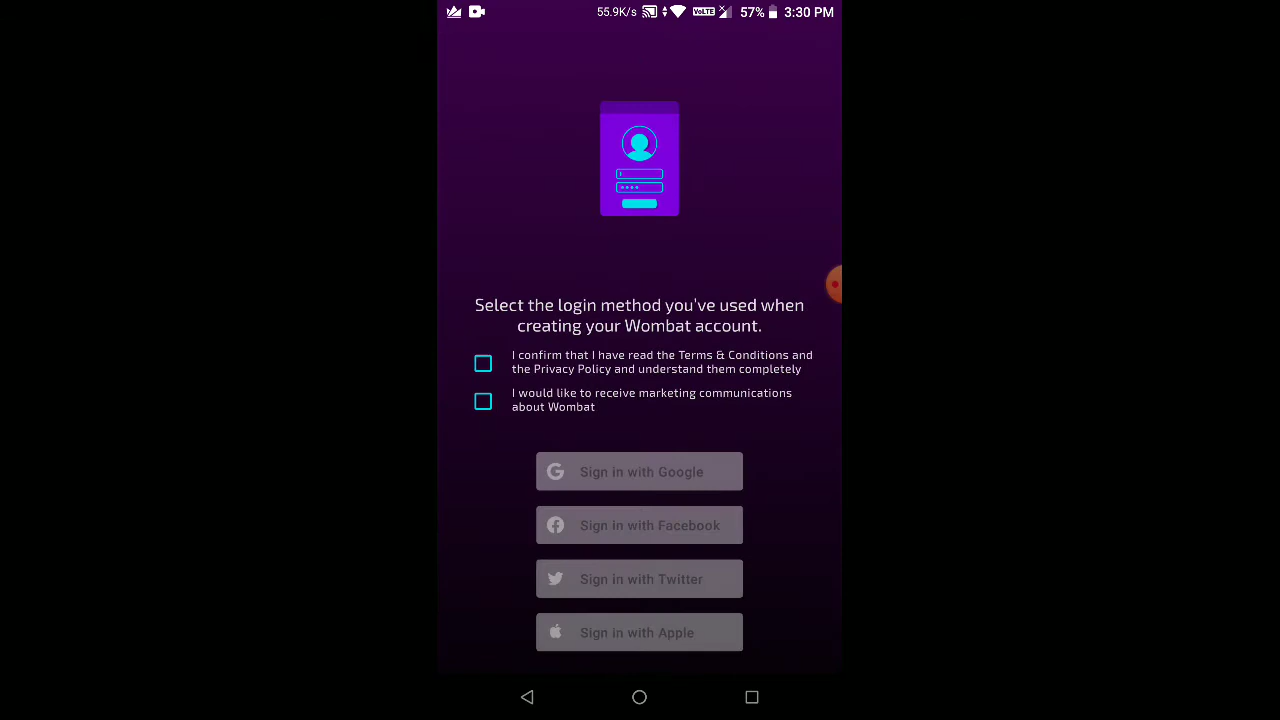 55.9K/s VoLTE 57% 3:30 PM
Select the login method you've used when
creating your Wombat account.
I confirm that I have read the Terms & Conditions and
the Privacy Policy and understand them completely
I would like to receive marketing communications
about Wombat
Sign in with Google
Sign in with Facebook
Sign in with Twitter
Sign in with Apple